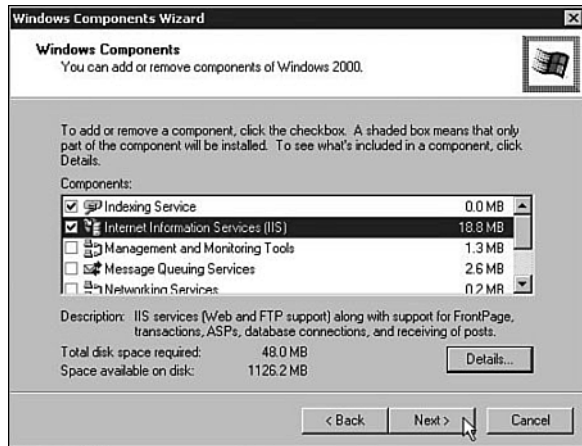 Windows Components Wizard
Windows Components
You can add or remove components of Windows 2000.
To add or remove a component, click the checkbox. A shaded box means that only
part of the component will be installed. To see what's included in a component, click
Details.
Components:
Indexing Service 0.0 MB
Internet Information Services (IIS) 18.8 MB
Management and Monitoring Tools 1.3 MB
Message Queuing Services 2.6 MB
Networking Services 0.2 MB
Description: IIS services (Web and FTP support) along with support for FrontPage,
transactions, ASPs, database connections, and receiving of posts.
Total disk space required: 48.0 MB
Space available on disk: 1126.2 MB
Details...
< Back Next > Cancel